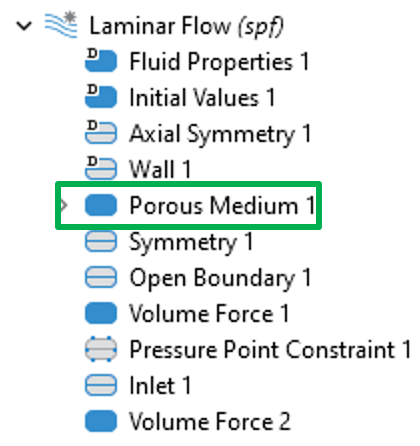 Laminar Flow (spf)
D Fluid Properties 1
D Initial Values 1
D Axial Symmetry 1
D Wall 1
Porous Medium 1
Symmetry 1
Open Boundary 1
Volume Force 1
Pressure Point Constraint 1
Inlet 1
Volume Force 2